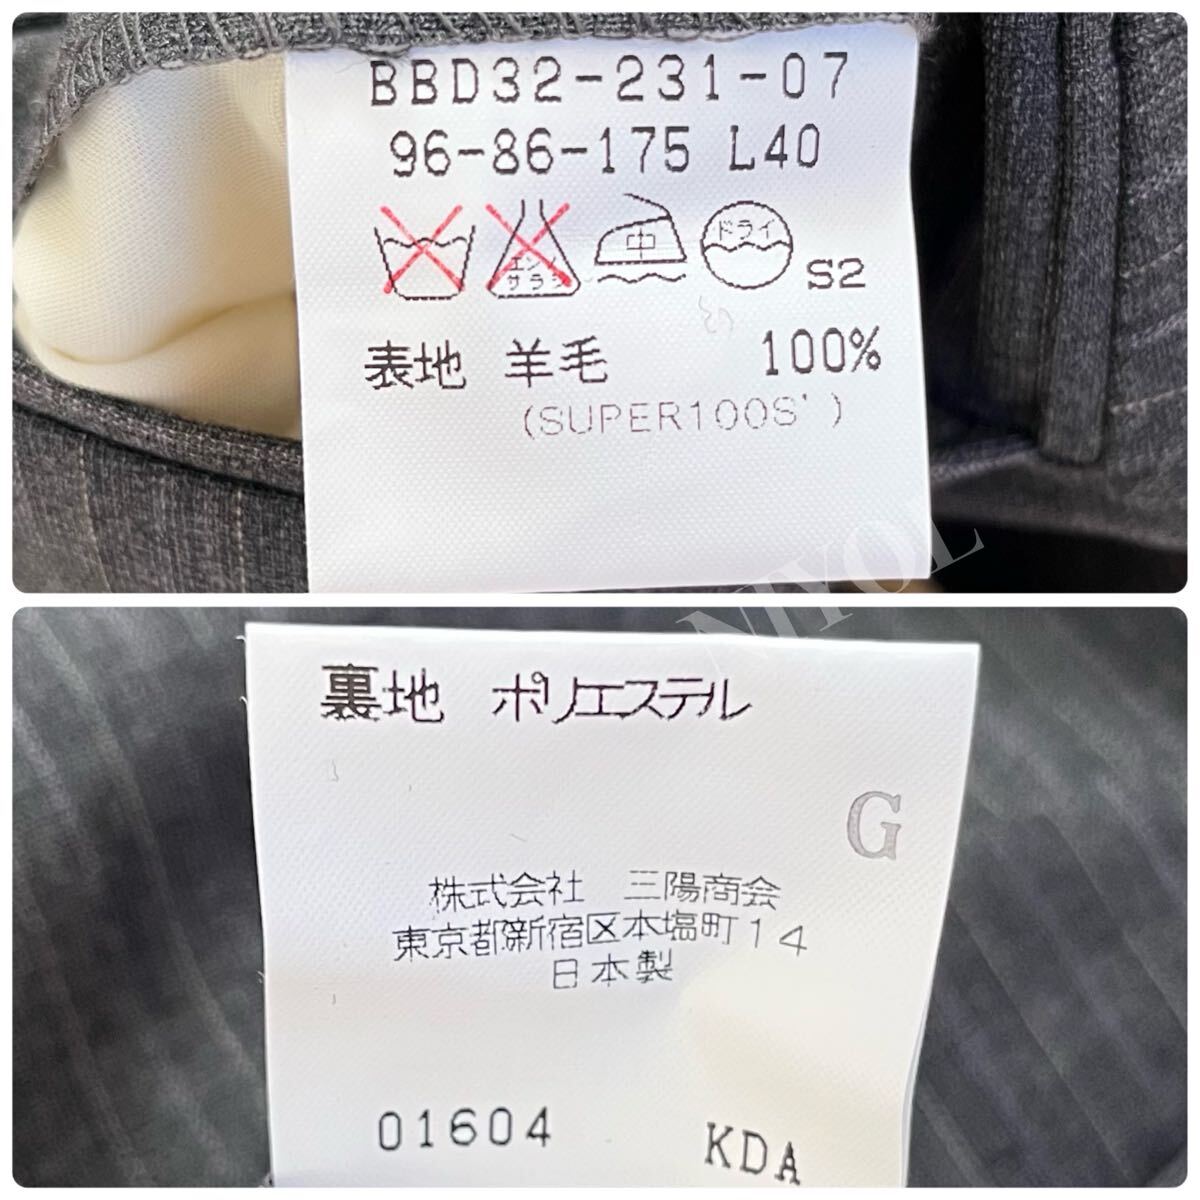 BBD32-231-07
96-86-175 L40
エンソ
サラシ
中
ドライ
S2
表地 羊毛 100%
(SUPER100S')
NIYOL
裏地 ポリエステル
G
株式会社 三陽商会
東京都新宿区本塩町14
日本製
01604 KDA